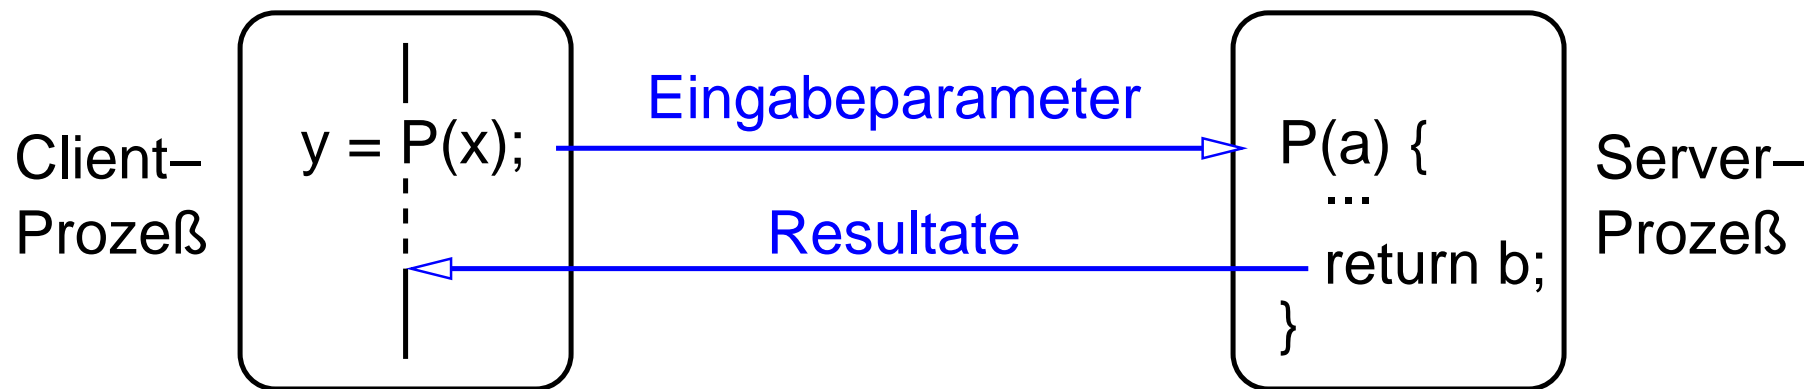 Client–
Prozeß
y = P(x);
Eingabeparameter
Resultate
P(a) {
...
return b;
}
Server–
Prozeß